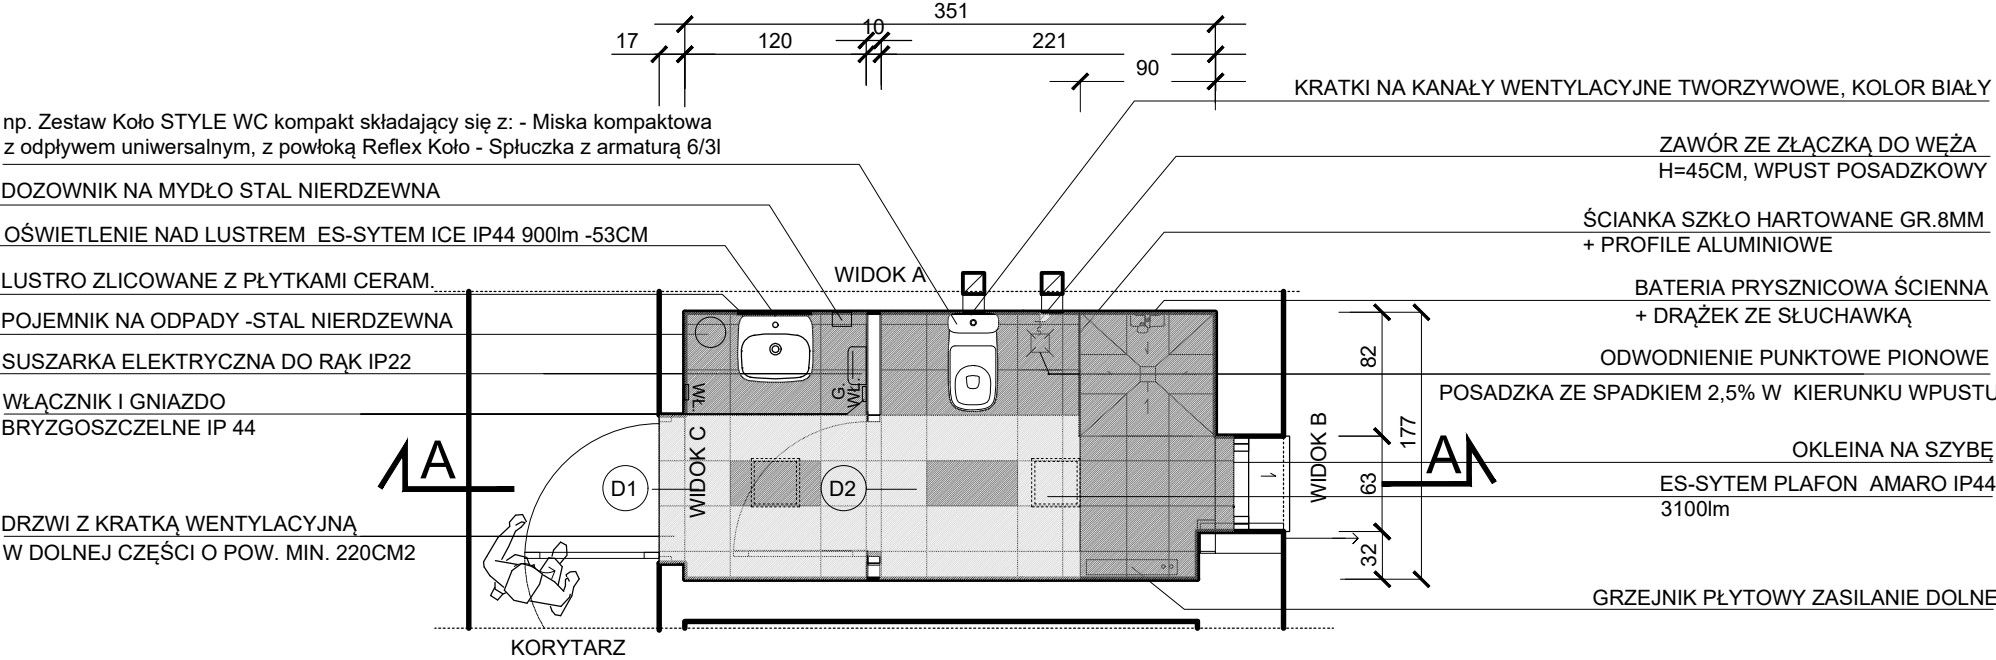 351
10
17
120
221
90
np. Zestaw Koło STYLE WC kompakt składający się z: - Miska kompaktowa
z odpływem uniwersalnym, z powłoką Reflex Koło - Spłuczka z armaturą 6/3l
DOZOWNIK NA MYDŁO STAL NIERDZEWNA
OŚWIETLENIE NAD LUSTREM ES-SYTEM ICE IP44 900lm -53CM
LUSTRO ZLICOWANE Z PŁYTKAMI CERAM.
POJEMNIK NA ODPADY -STAL NIERDZEWNA
SUSZARKA ELEKTRYCZNA DO RĄK IP22
WŁĄCZNIK I GNIAZDO
BRYZGOSZCZELNE IP 44
A
DRZWI Z KRATKĄ WENTYLACYJNĄ
W DOLNEJ CZĘŚCI O POW. MIN. 220CM2
KORYTARZ
WIDOK A
WŁ.
G.
WŁ.
WIDOK C
D1
D2
KRATKI NA KANAŁY WENTYLACYJNE TWORZYWOWE, KOLOR BIAŁY
ZAWÓR ZE ZŁĄCZKĄ DO WĘŻA
H=45CM, WPUST POSADZKOWY
ŚCIANKA SZKŁO HARTOWANE GR.8MM
+ PROFILE ALUMINIOWE
BATERIA PRYSZNICOWA ŚCIENNA
+ DRĄŻEK ZE SŁUCHAWKĄ
ODWODNIENIE PUNKTOWE PIONOWE
POSADZKA ZE SPADKIEM 2,5% W KIERUNKU WPUSTU
82
177
63
32
WIDOK B
A
OKLEINA NA SZYBĘ
ES-SYTEM PLAFON AMARO IP44
3100lm
GRZEJNIK PŁYTOWY ZASILANIE DOLNE